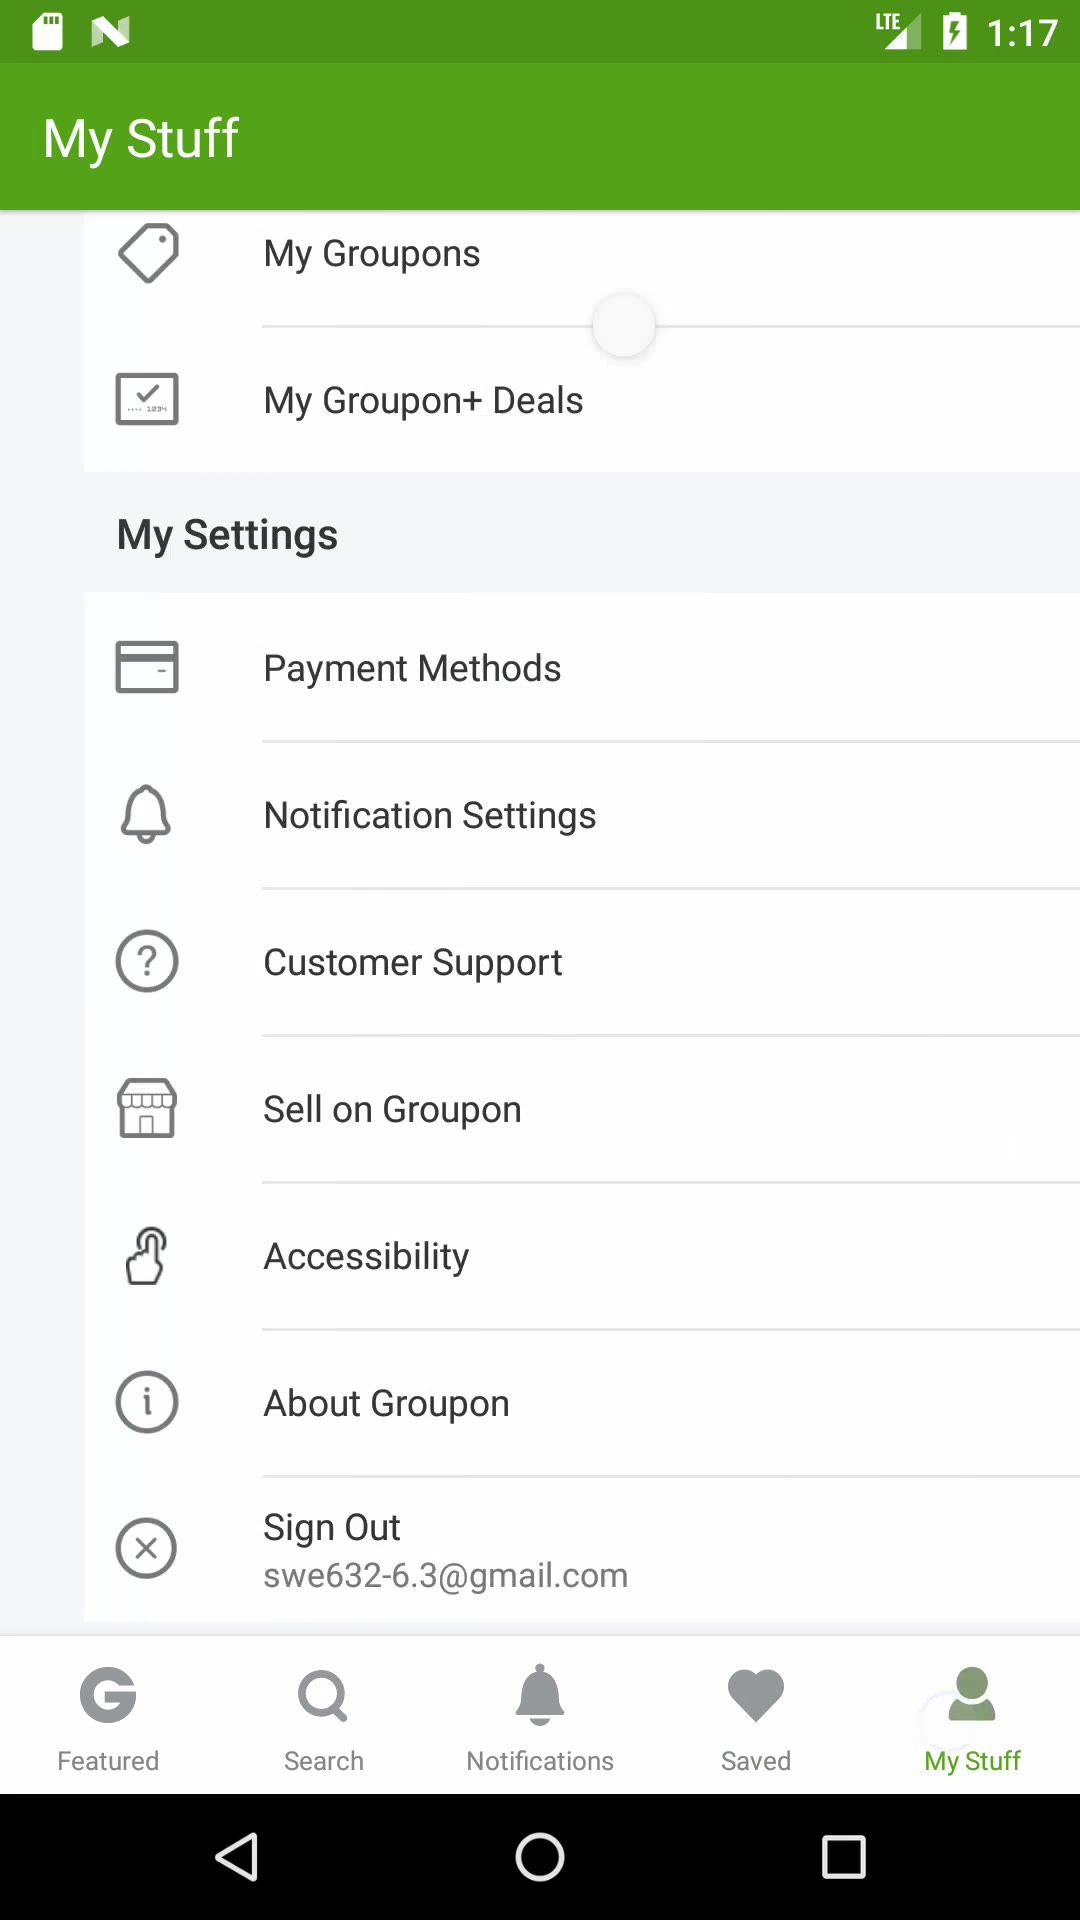 LTE 1:17
My Stuff
My Groupons
1234
My Groupon+ Deals
My Settings
Payment Methods
Notification Settings
?
Customer Support
Sell on Groupon
Accessibility
i
About Groupon
Sign Out
swe632-6.3@gmail.com
G
Featured
Search
Notifications
Saved
My Stuff